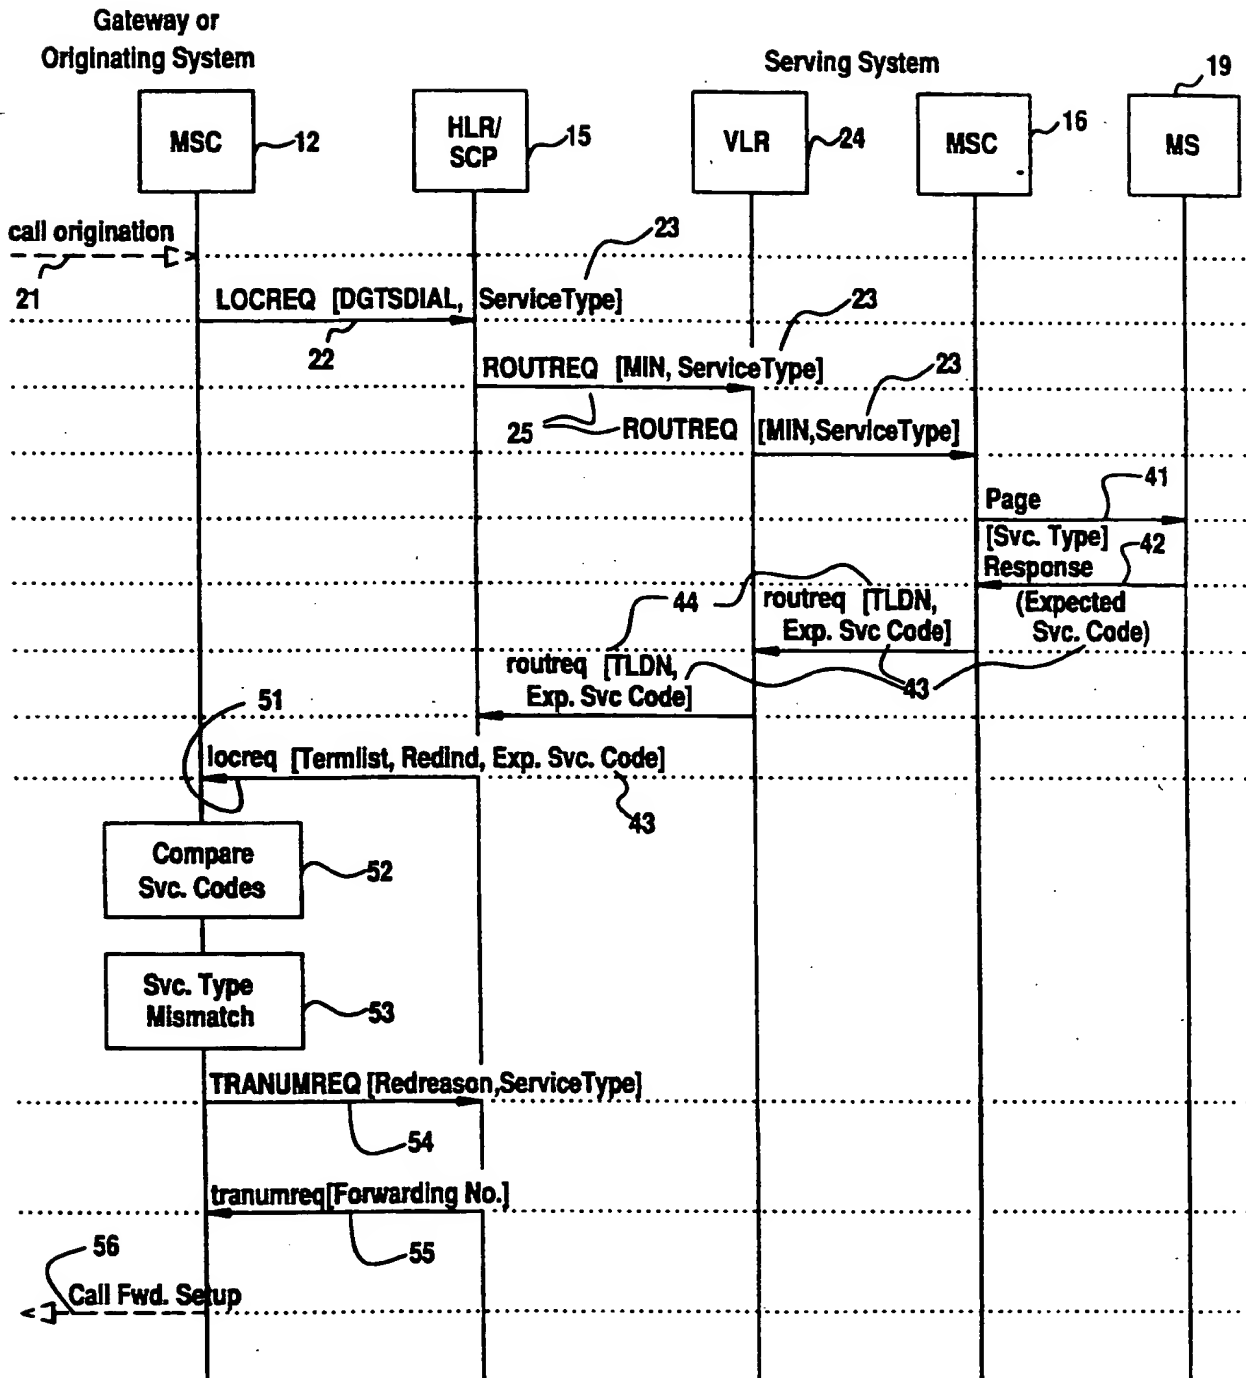 Gateway or
Originating System
Serving System
19
MSC
12
HLR/
SCP
15
VLR
24
MSC
16
MS
call origination
21
23
LOCREQ [DGTSDIAL, ServiceType]
22
23
ROUTREQ [MIN, ServiceType]
23
25
ROUTREQ [MIN,ServiceType]
Page
41
[Svc. Type]
42
Response
44
routreq [TLDN,
Exp. Svc Code]
(Expected
Svc. Code)
routreq [TLDN,
Exp. Svc Code]
43
51
locreq [Termlist, Redind, Exp. Svc. Code]
43
Compare
Svc. Codes
52
Svc. Type
Mismatch
53
TRANUMREQ [Redreason,ServiceType]
54
tranumreq[Forwarding No.]
55
56
Call Fwd. Setup